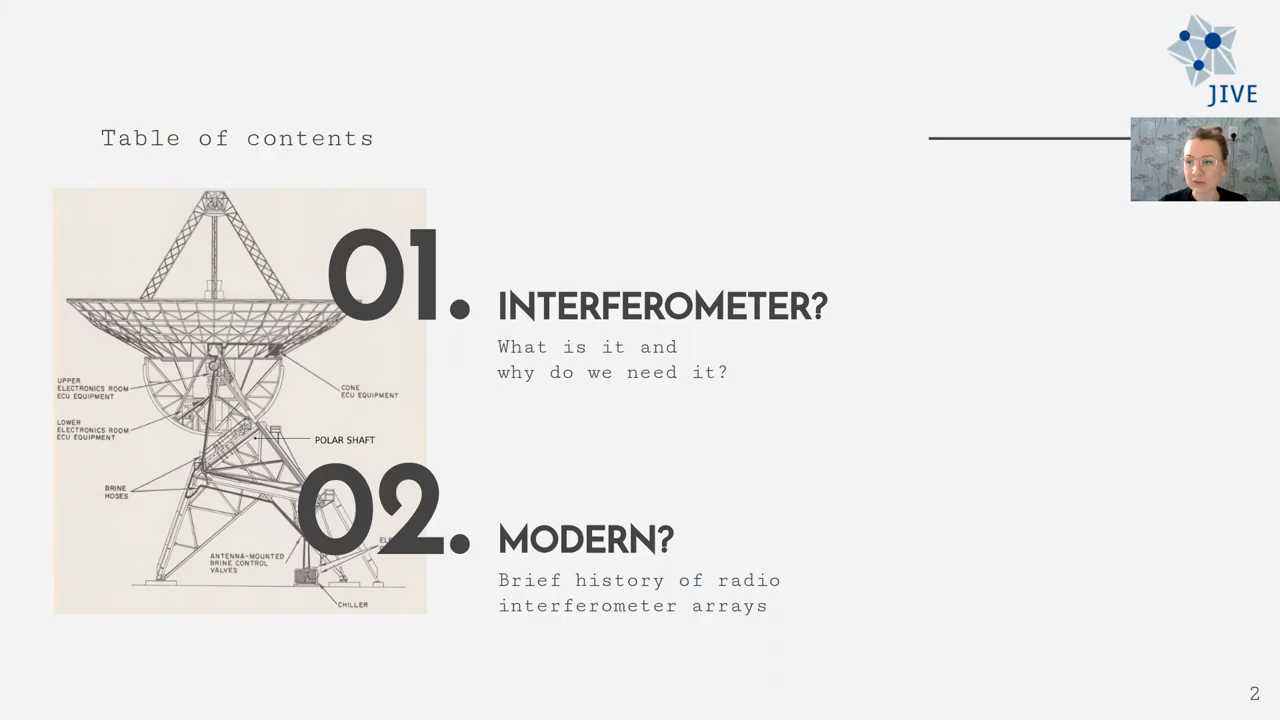 JIVE
Table of contents
01.
INTERFEROMETER?
What is it and
why do we need it?
UPPER
ELECTRONICS ROOM
ECU EQUIPMENT
CONE
ECU EQUIPMENT
LOWER
ELECTRONICS ROOM
ECU EQUIPMENT
POLAR SHAFT
BRINE
HOSES
02.
MODERN?
Brief history of radio
interferometer arrays
ANTENNA-MOUNTED
BRINE CONTROL
VALVES
CHILLER
2